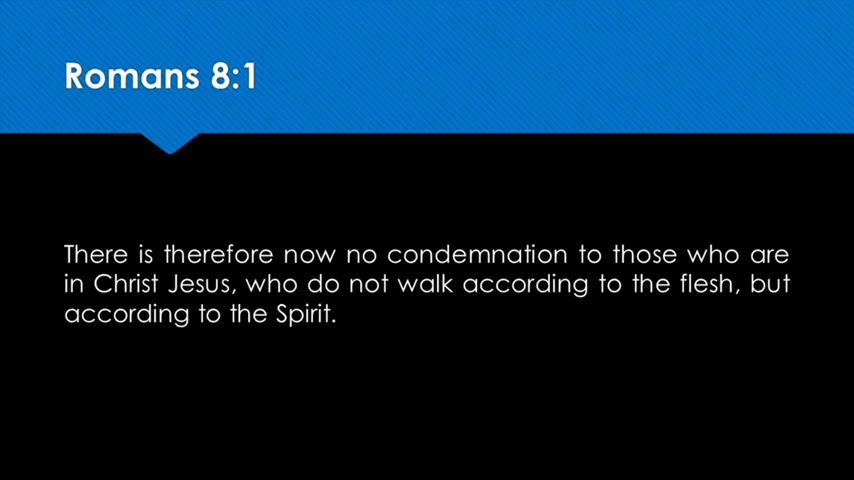 Romans 8:1
There is therefore now no condemnation to those who are
in Christ Jesus, who do not walk according to the flesh, but
according to the Spirit.